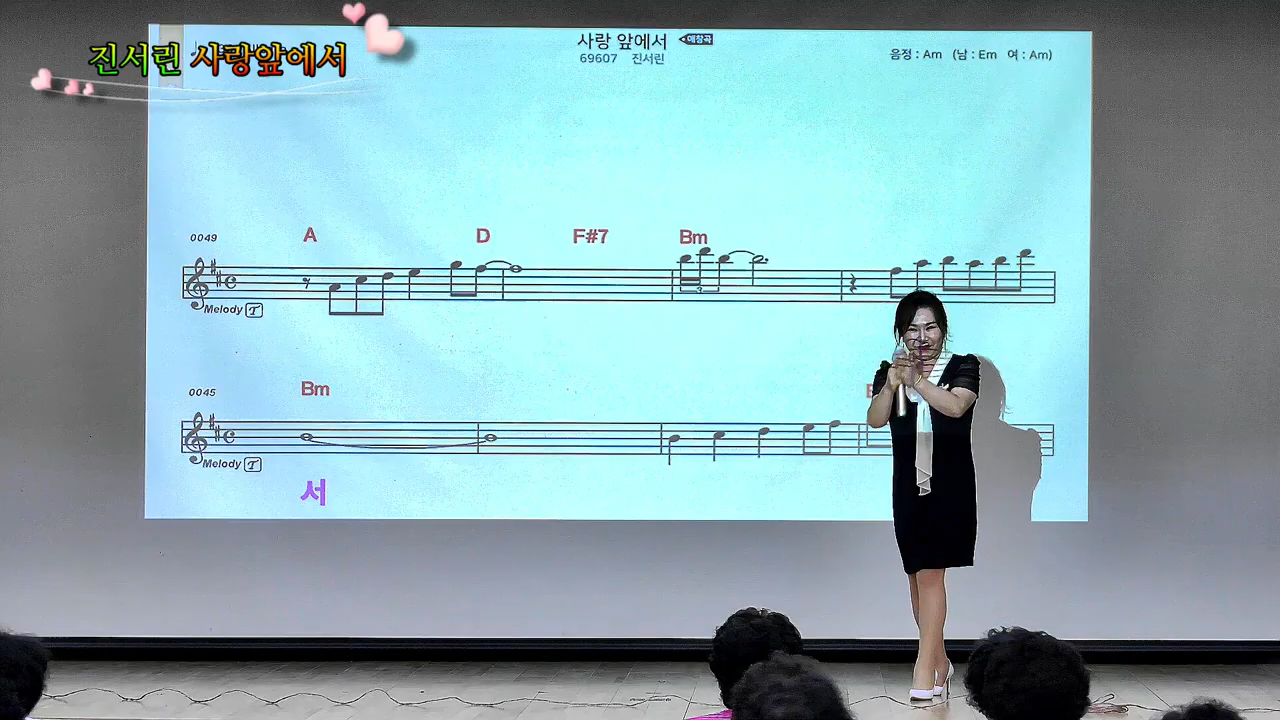 진서린 사랑앞에서
사랑 앞에서 애창곡
69607 진서린
음정 : Am (남 : Em 여 : Am)
0049
A D F#7 Bm
Melody
0045
Bm
Melody
서